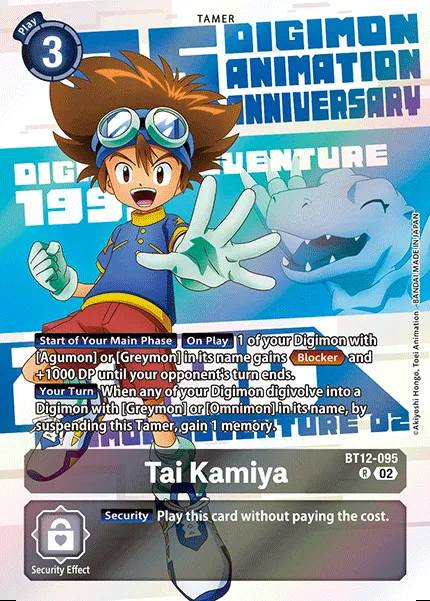 TAMER
Play
3
DIGIMON
ANIMATION
ANNIVERSARY
VENTURE
199
Start of Your Main Phase On Play 1 of your Digimon with
[Agumon] or [Greymon] in its name gains Blocker and
+1000 DP until your opponent's turn ends.
Your Turn When any of your Digimon digivolve into a
Digimon with [Greymon] or [Omnimon] in its name, by
suspending this Tamer, gain 1 memory.
02
©Akiyoshi Hongo, Toei Animation ・BANDAI MADE IN JAPAN
BT12-095
Tai Kamiya
R 02
Security Play this card without paying the cost.
Security Effect